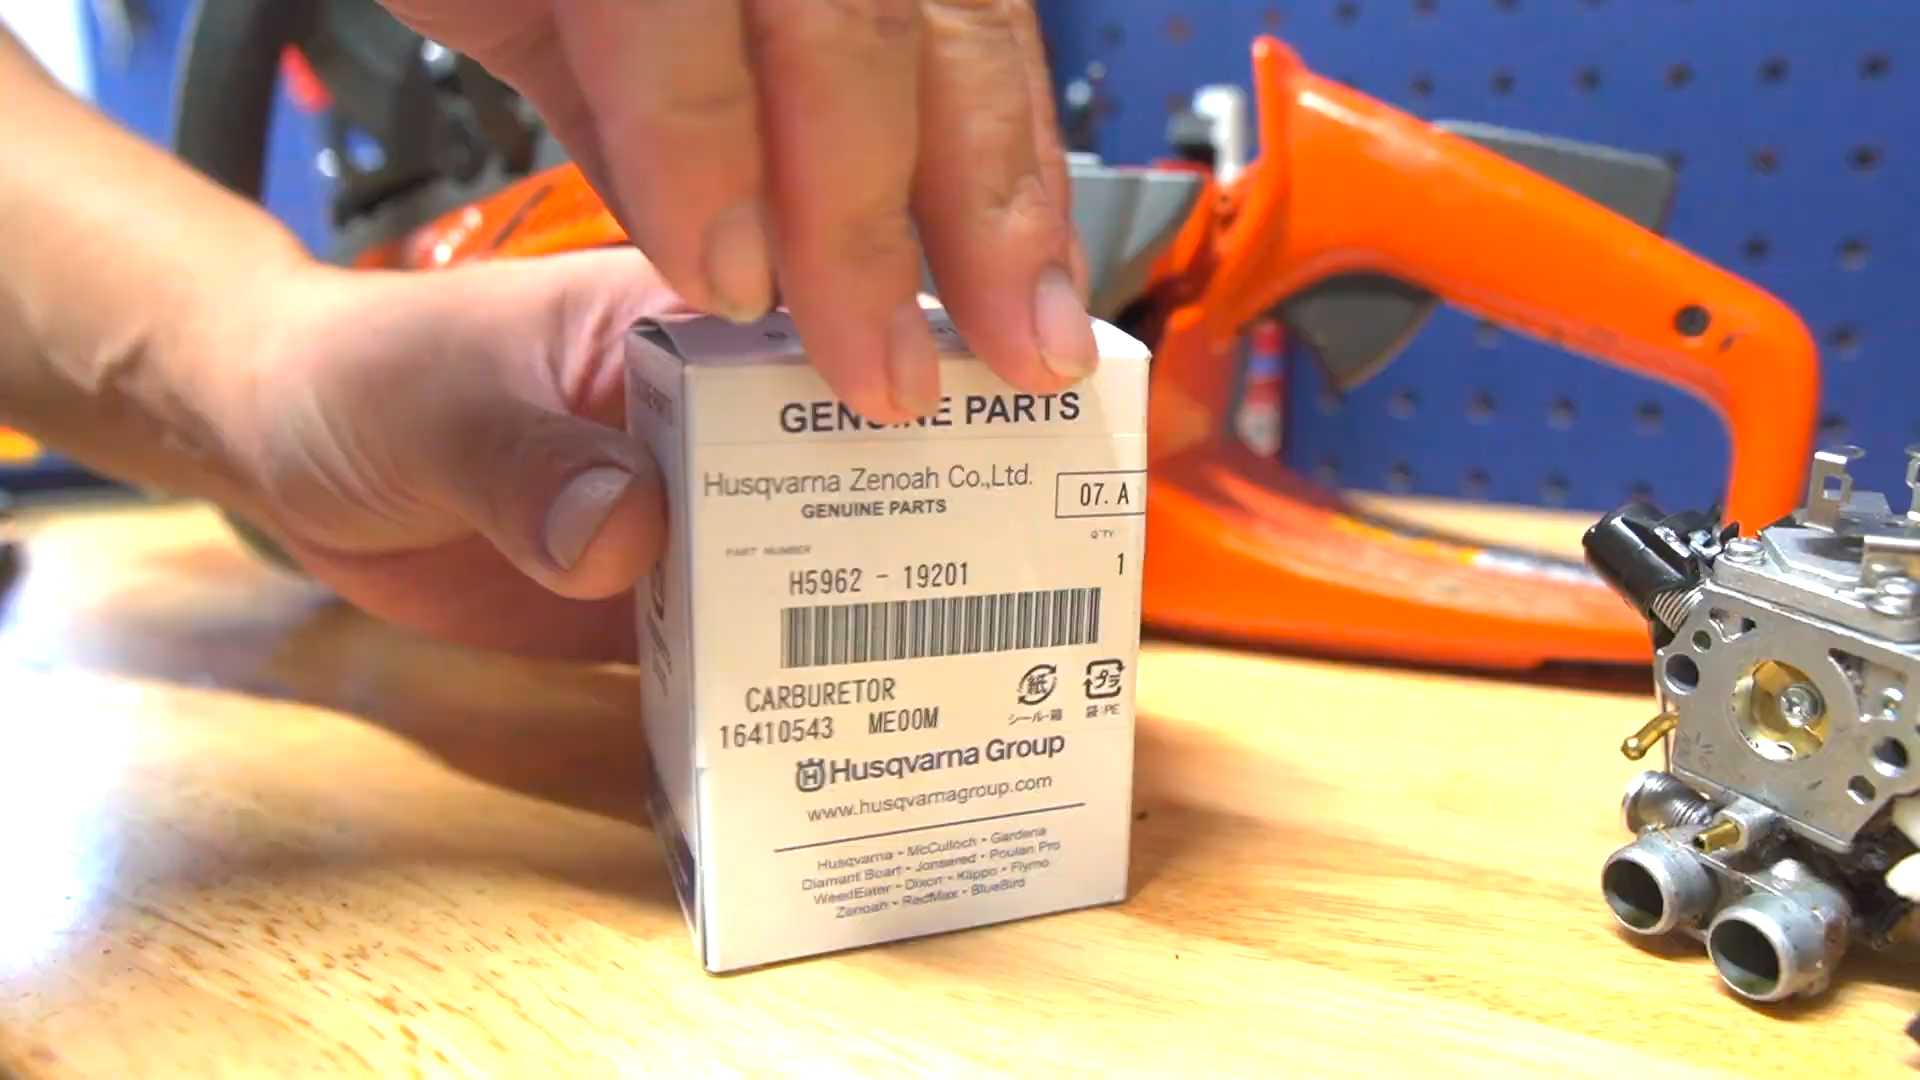 GENUINE PARTS
Husqvarna Zenoah Co.,Ltd.
GENUINE PARTS
07. A
PART NUMBER
Q'TY
H5962 - 19201
1
CARBURETOR
紙
プラ
16410543 ME00M
シール・箱
袋:PE
Husqvarna Group
www.husqvarnagroup.com
Husqvarna • McCulloch • Gardena
Diamant Boart • Jonsered • Poulan Pro
WeedEater • Dixon • Klippo • Flymo
Zenoah • RedMax • BlueBird